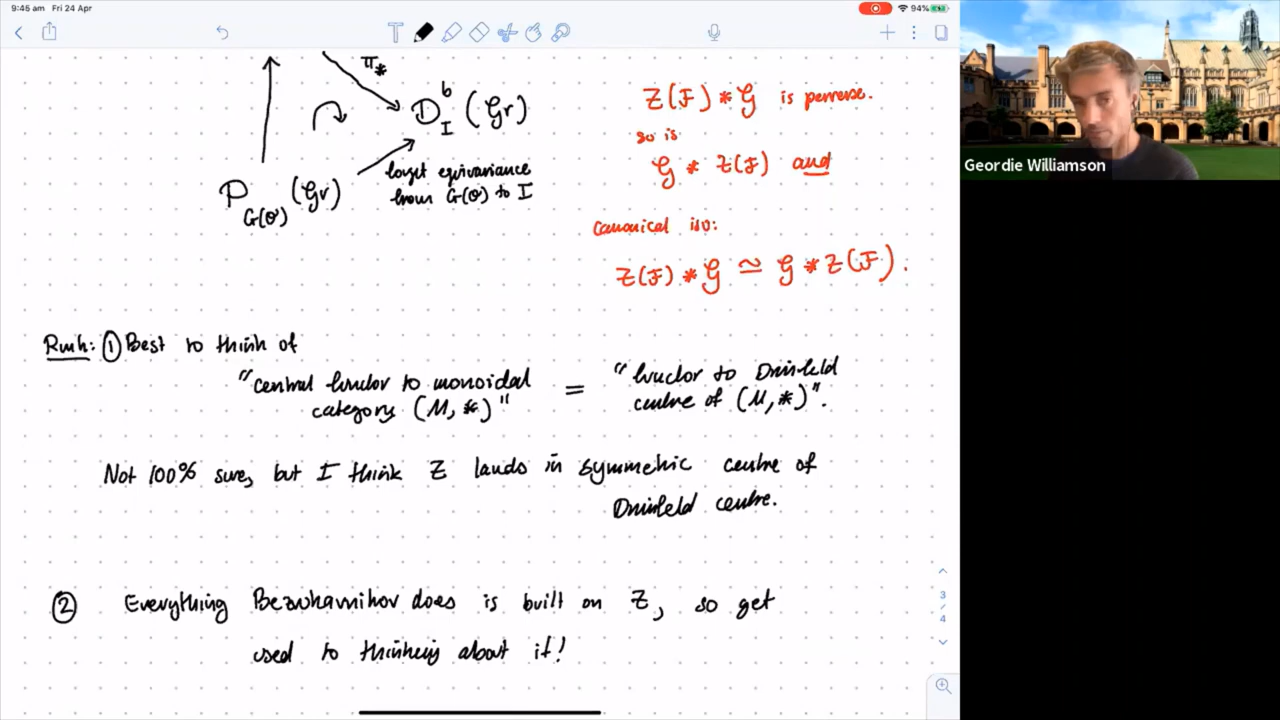 9:45 am Fri 24 Apr
94%
π*
D^b_I (Gr)
P_{G(O)} (Gr)
forget equivariance
from G(O) to I
Z(F) * G is perverse.
so is
G * Z(F) and
canonical iso:
Z(F) * G ≃ G * Z(F).
Geordie Williamson
Rmk: ① Best to think of
"central functor to monoidal
category (M, *)"
=
"functor to Drinfeld
centre of (M, *)".
Not 100% sure, but I think Z lands in symmetric centre of
Drinfeld centre.
② Everything Bezrukavnikov does is built on Z, so get
used to thinking about it!
3
/
4